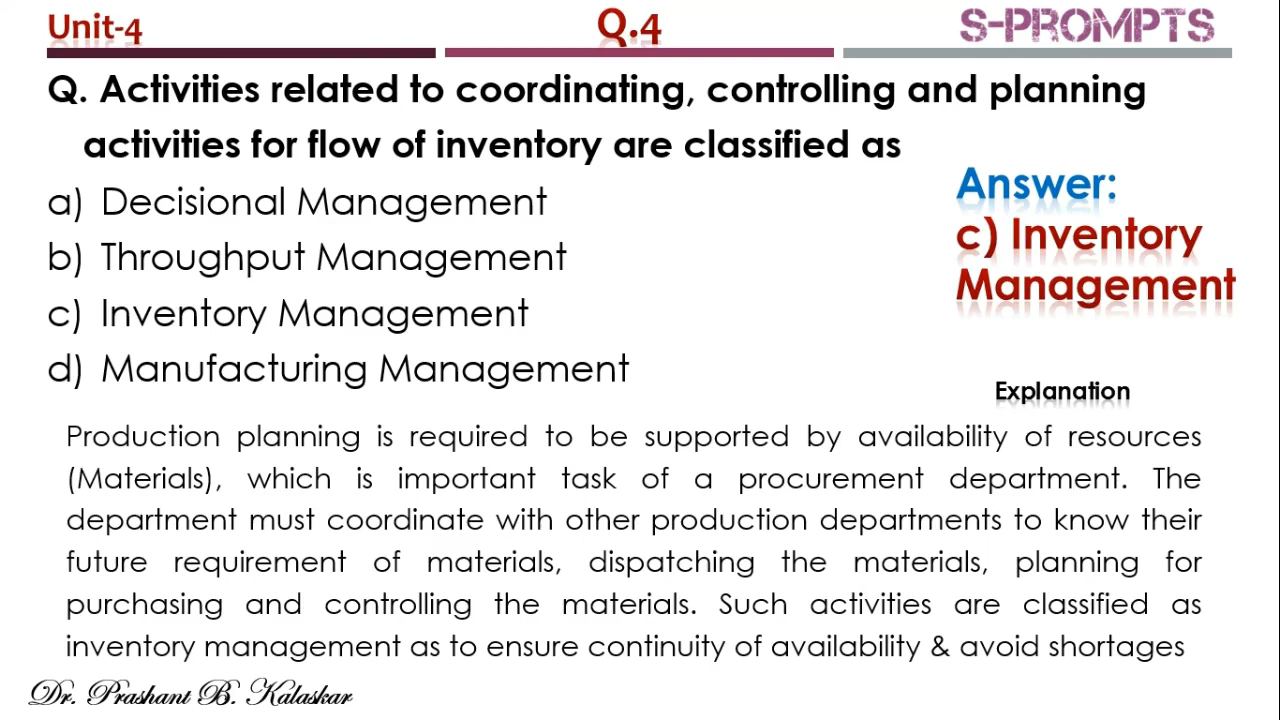 Unit-4
Q.4
S-PROMPTS
Q. Activities related to coordinating, controlling and planning
activities for flow of inventory are classified as
a) Decisional Management
b) Throughput Management
c) Inventory Management
d) Manufacturing Management
Answer:
c) Inventory
Management
Explanation
Production planning is required to be supported by availability of resources
(Materials), which is important task of a procurement department. The
department must coordinate with other production departments to know their
future requirement of materials, dispatching the materials, planning for
purchasing and controlling the materials. Such activities are classified as
inventory management as to ensure continuity of availability & avoid shortages
Dr. Prashant B. Kalaskar